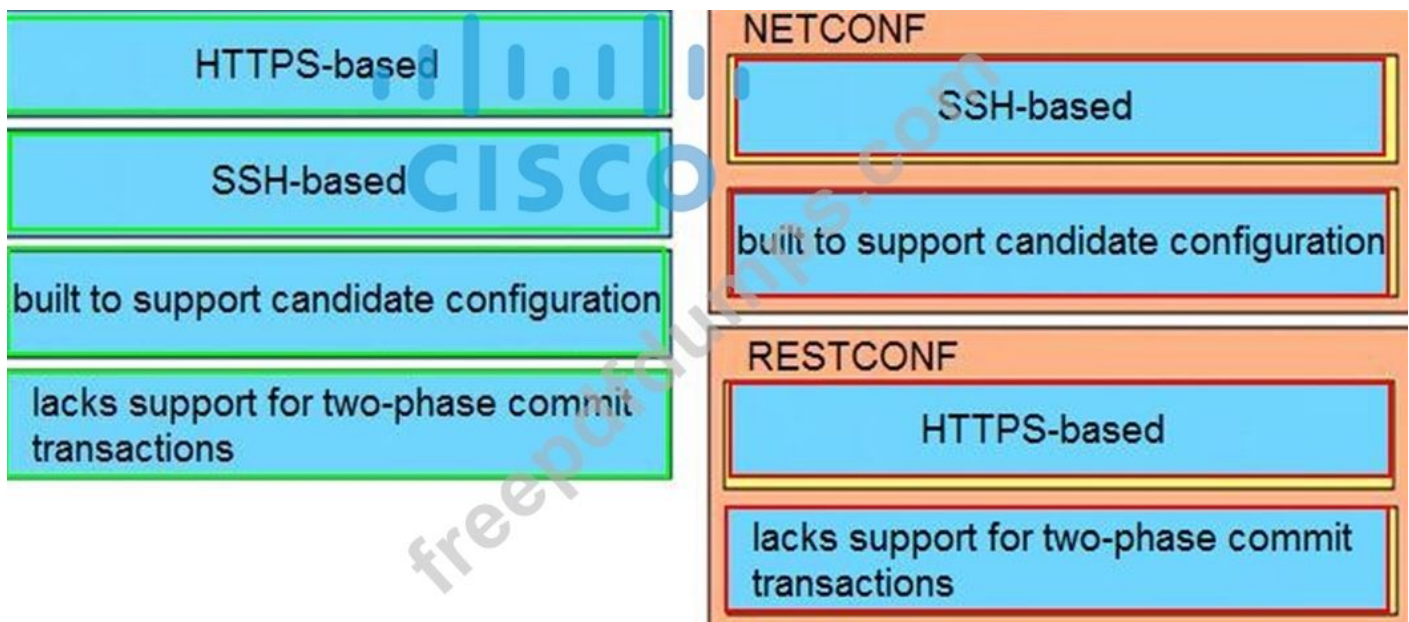 HTTPS-based
SSH-based
built to support candidate configuration
lacks support for two-phase commit
transactions
CISCO
NETCONF
SSH-based
built to support candidate configuration
RESTCONF
HTTPS-based
lacks support for two-phase commit
transactions
freepdfdumps.com